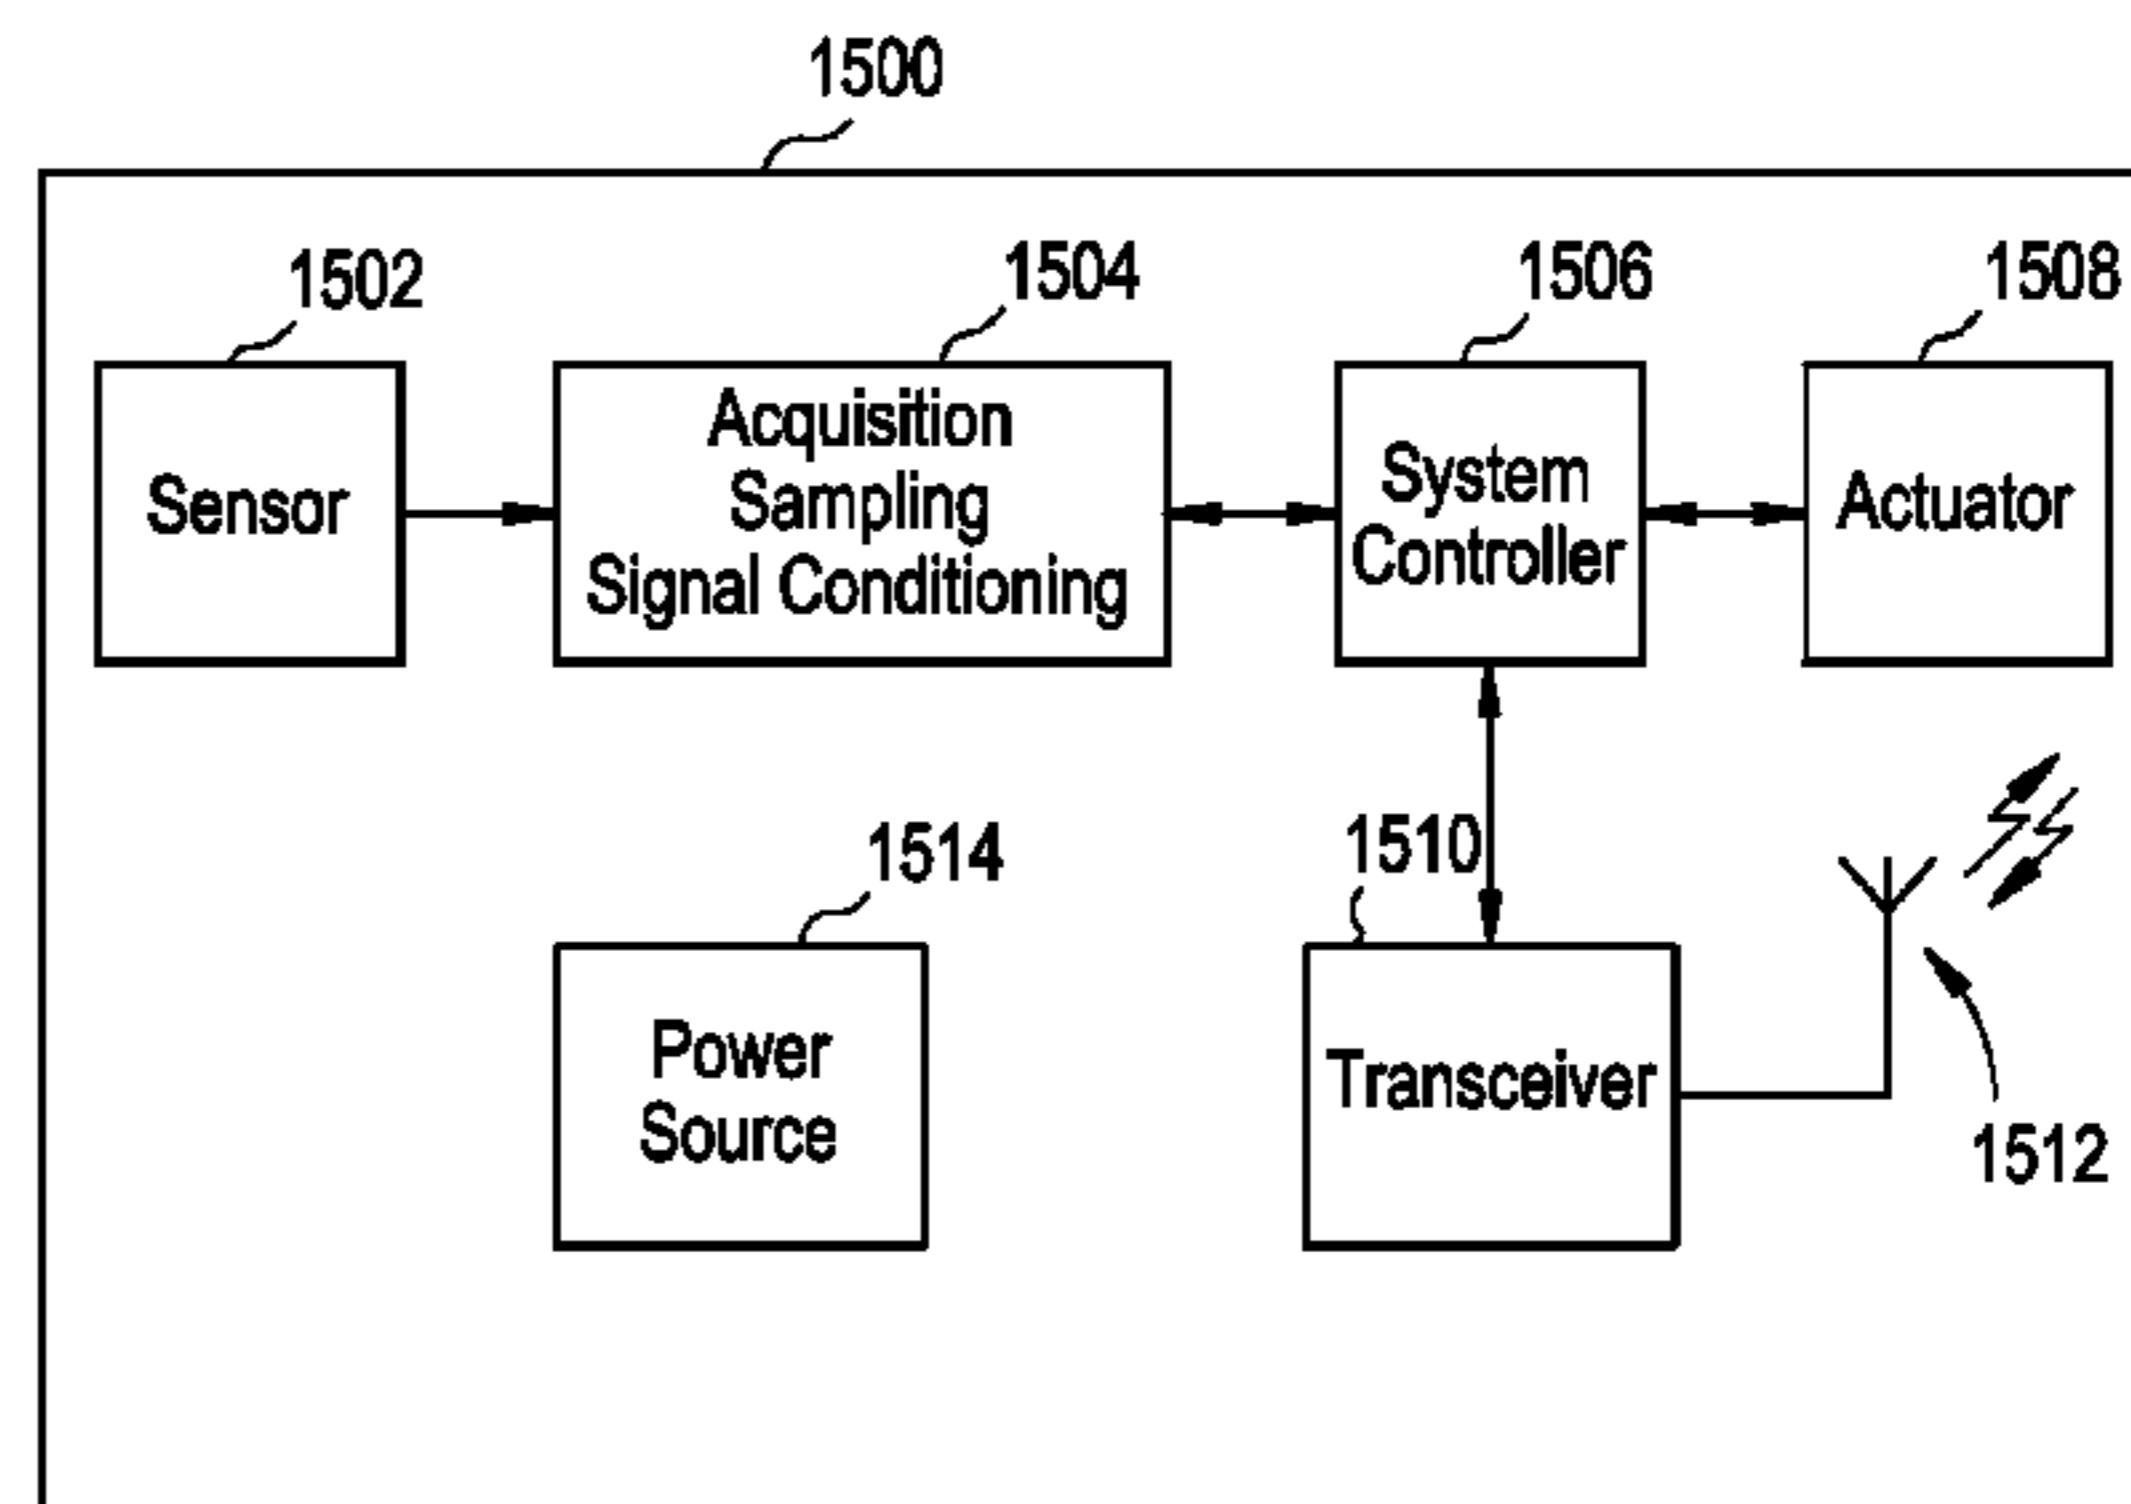 1500
1502
1504
1506
1508
Sensor
Acquisition
Sampling
Signal Conditioning
System
Controller
Actuator
1514
1510
Power
Source
Transceiver
1512